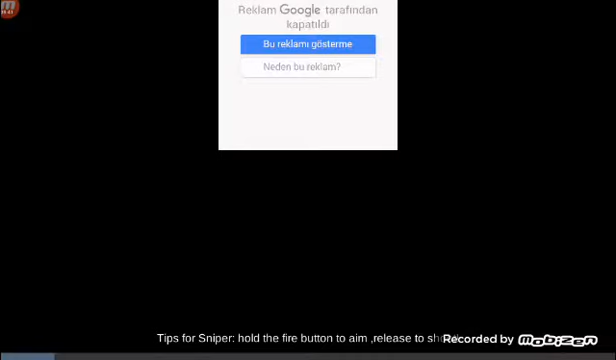 Reklam Google tarafından
kapatıldı
Bu reklamı gösterme
Neden bu reklam?
Tips for Sniper: hold the fire button to aim ,release to
Recorded by MOBIZEN